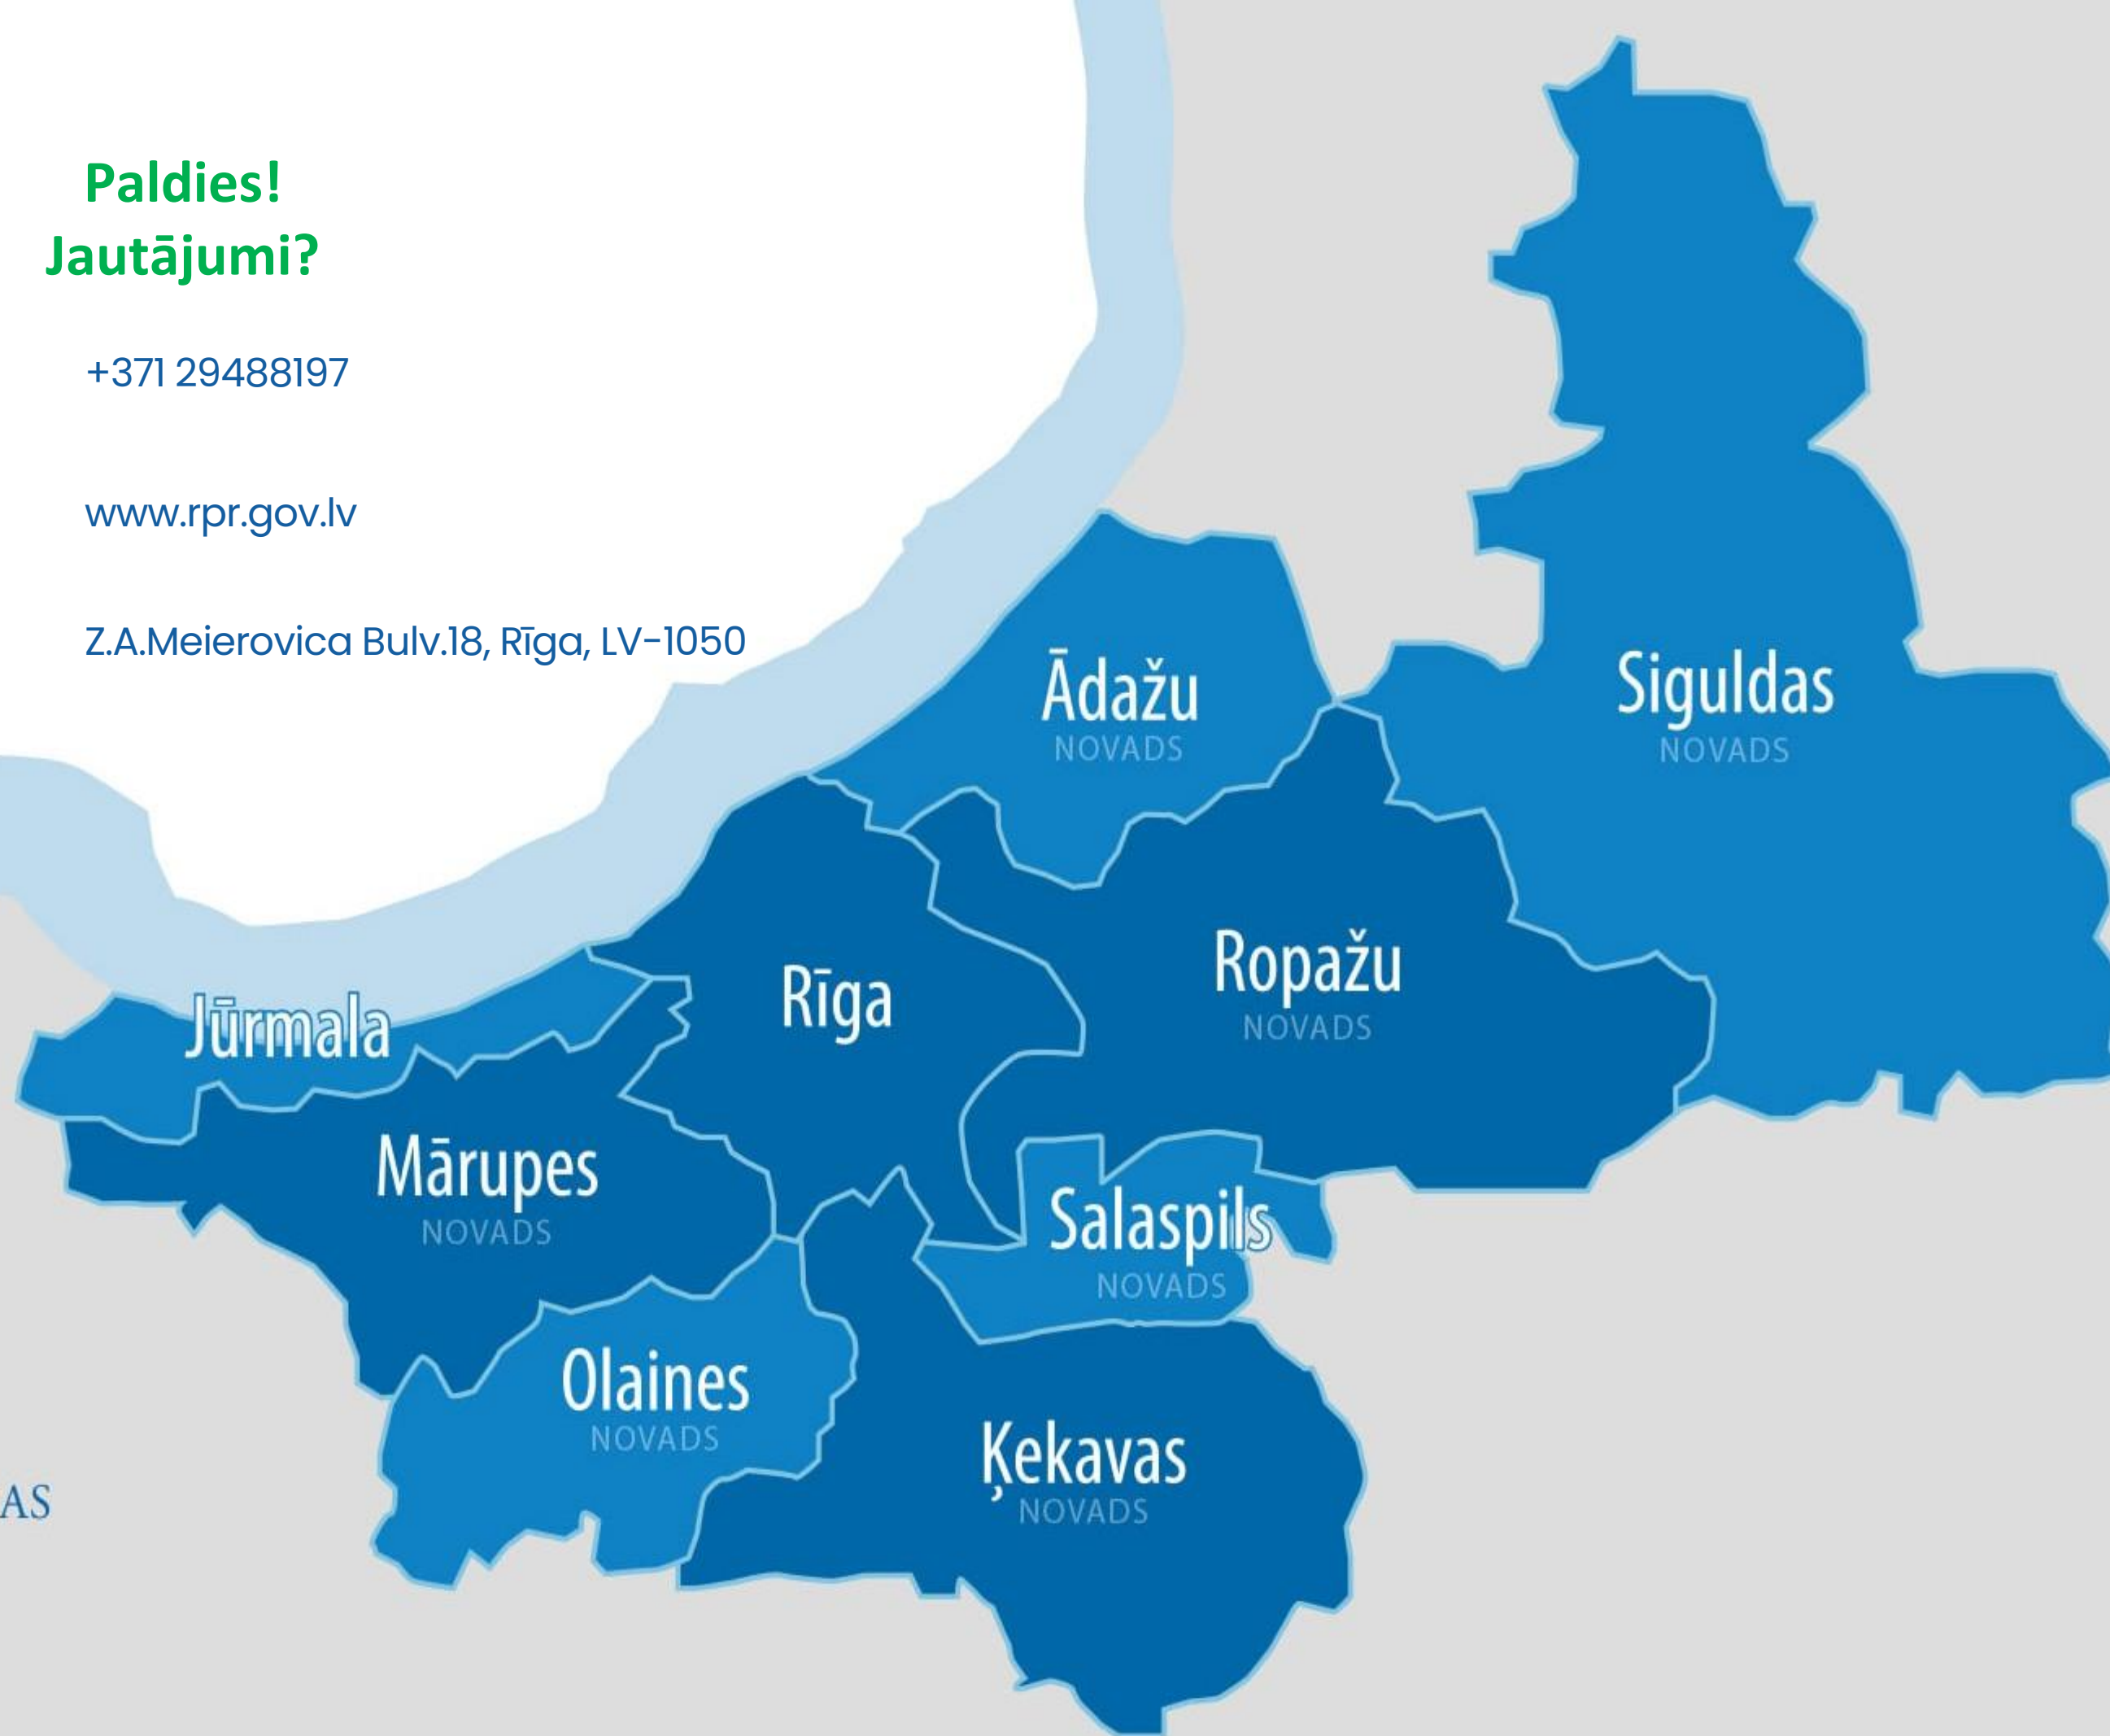 Paldies!
Jautājumi?
+371 29488197
www.rpr.gov.lv
Z.A.Meierovica Bulv.18, Rīga, LV-1050
Ādažu
NOVADS
Siguldas
NOVADS
Ropažu
NOVADS
Rīga
Jūrmala
Mārupes
NOVADS
Salaspils
NOVADS
Olaines
NOVADS
Ķekavas
NOVADS
AS